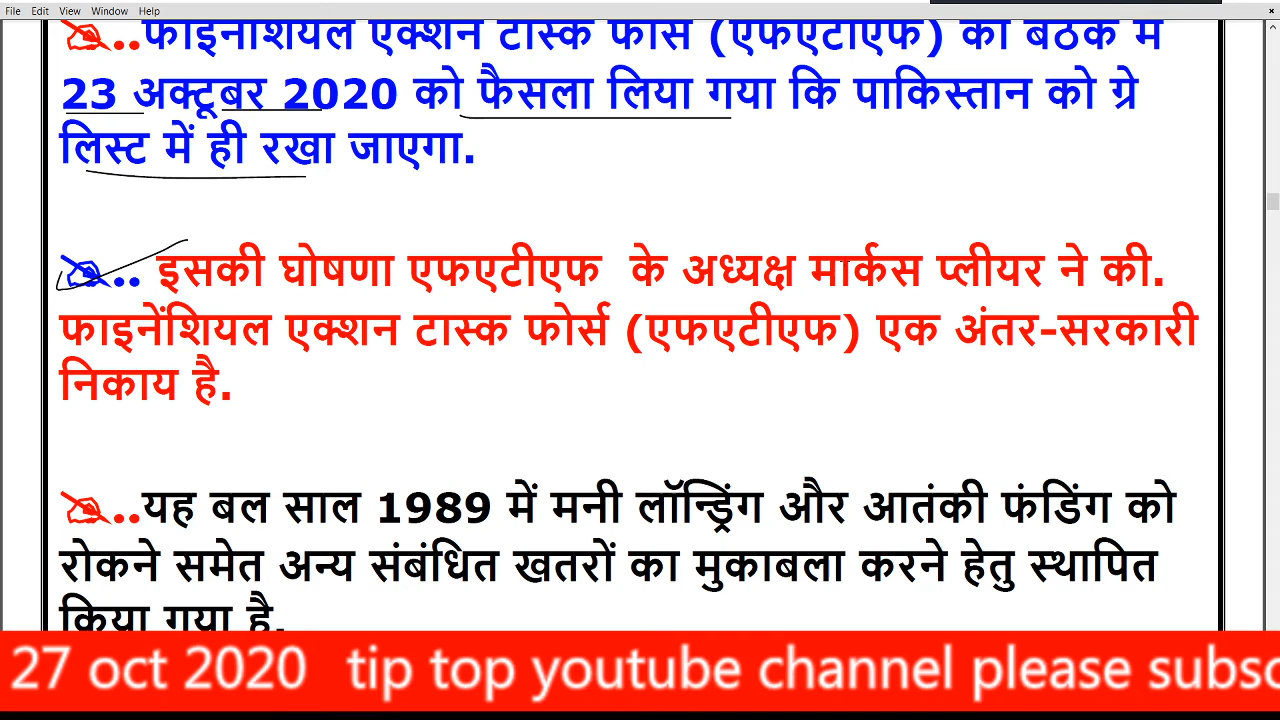 File Edit View Window Help
..फाइनेंशियल एक्शन टास्क फोर्स (एफएटीएफ) की बैठक में
23 अक्टूबर 2020 को फैसला लिया गया कि पाकिस्तान को ग्रे
लिस्ट में ही रखा जाएगा.
.. इसकी घोषणा एफएटीएफ के अध्यक्ष मार्कस प्लीयर ने की.
फाइनेंशियल एक्शन टास्क फोर्स (एफएटीएफ) एक अंतर-सरकारी
निकाय है.
..यह बल साल 1989 में मनी लॉन्ड्रिंग और आतंकी फंडिंग को
रोकने समेत अन्य संबंधित खतरों का मुकाबला करने हेतु स्थापित
किया गया है.
27 oct 2020 tip top youtube channel please subsc